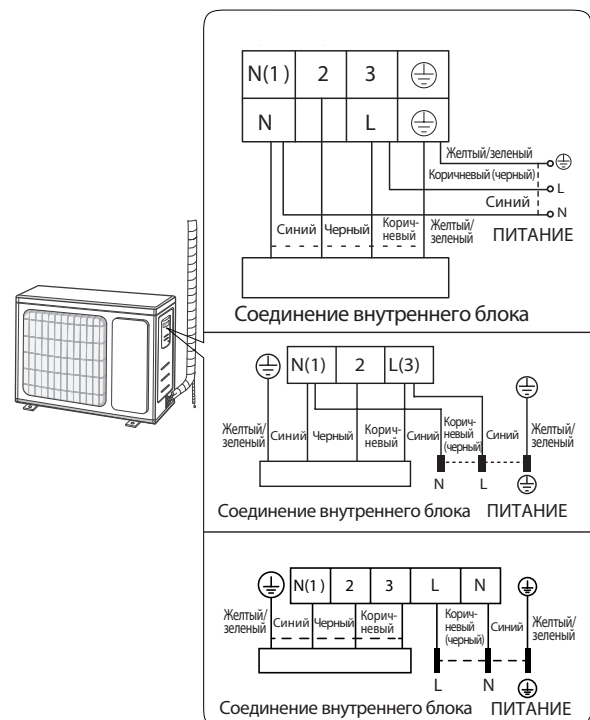 N(1) 2 3
N L
Желтый/зеленый
Коричневый (черный)
L
Синий
N
Синий Черный Корич-
невый Желтый/
зеленый ПИТАНИЕ
Соединение внутреннего блока
N(1) 2 L(3)
Желтый/
зеленый Синий Черный Корич-
невый Синий Корич-
невый
(черный) Синий Желтый/
зеленый
N L
Соединение внутреннего блока ПИТАНИЕ
N(1) 2 3 L N
Желтый/
зеленый Синий Черный Корич-
невый Корич-
невый
(черный) Синий Желтый/
зеленый
L N
Соединение внутреннего блока ПИТАНИЕ